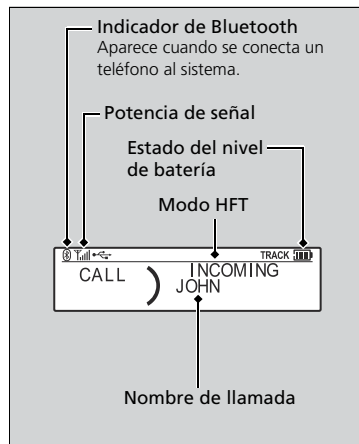 Indicador de Bluetooth
Aparece cuando se conecta un
teléfono al sistema.
Potencia de señal
Estado del nivel
de batería
Modo HFT
TRACK
CALL
INCOMING
JOHN
Nombre de llamada